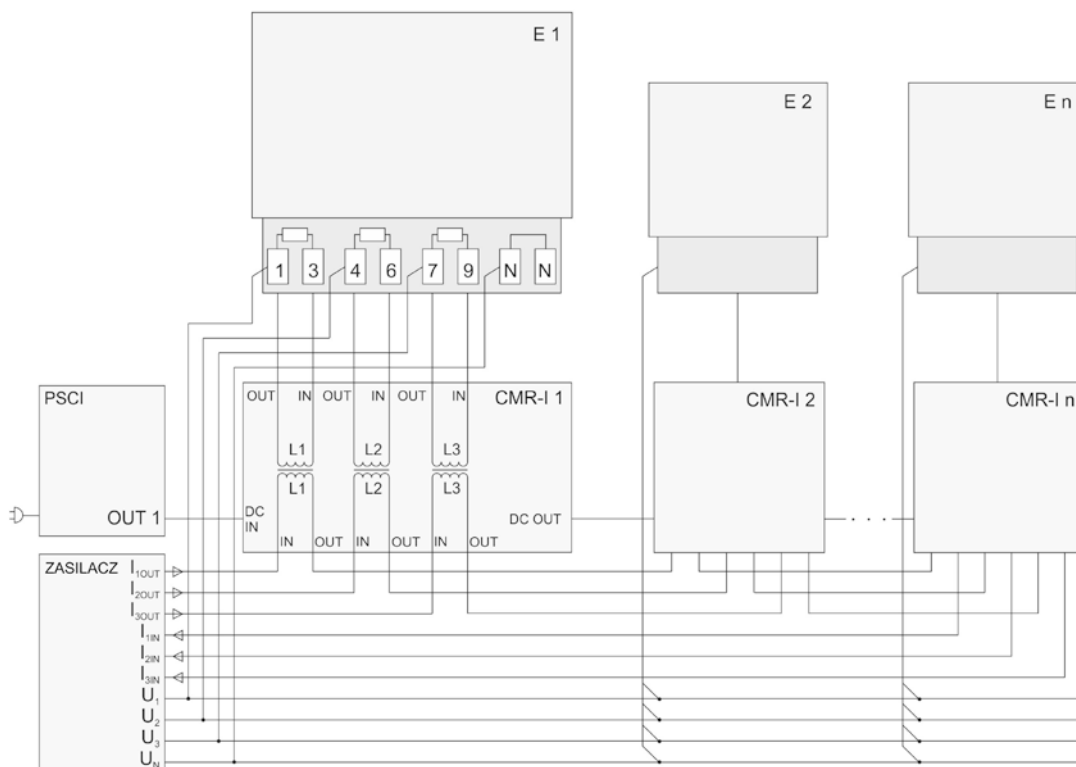 E 1
E 2
E n
1 3 4 6 7 9 N N
PSCI
OUT 1
OUT IN OUT IN OUT IN
CMR-I 1
CMR-I 2
CMR-I n
L1 L2 L3
L1 L2 L3
DC IN
DC OUT
IN OUT IN OUT IN OUT
ZASILACZ
I1OUT
I2OUT
I3OUT
I1IN
I2IN
I3IN
U1
U2
U3
UN